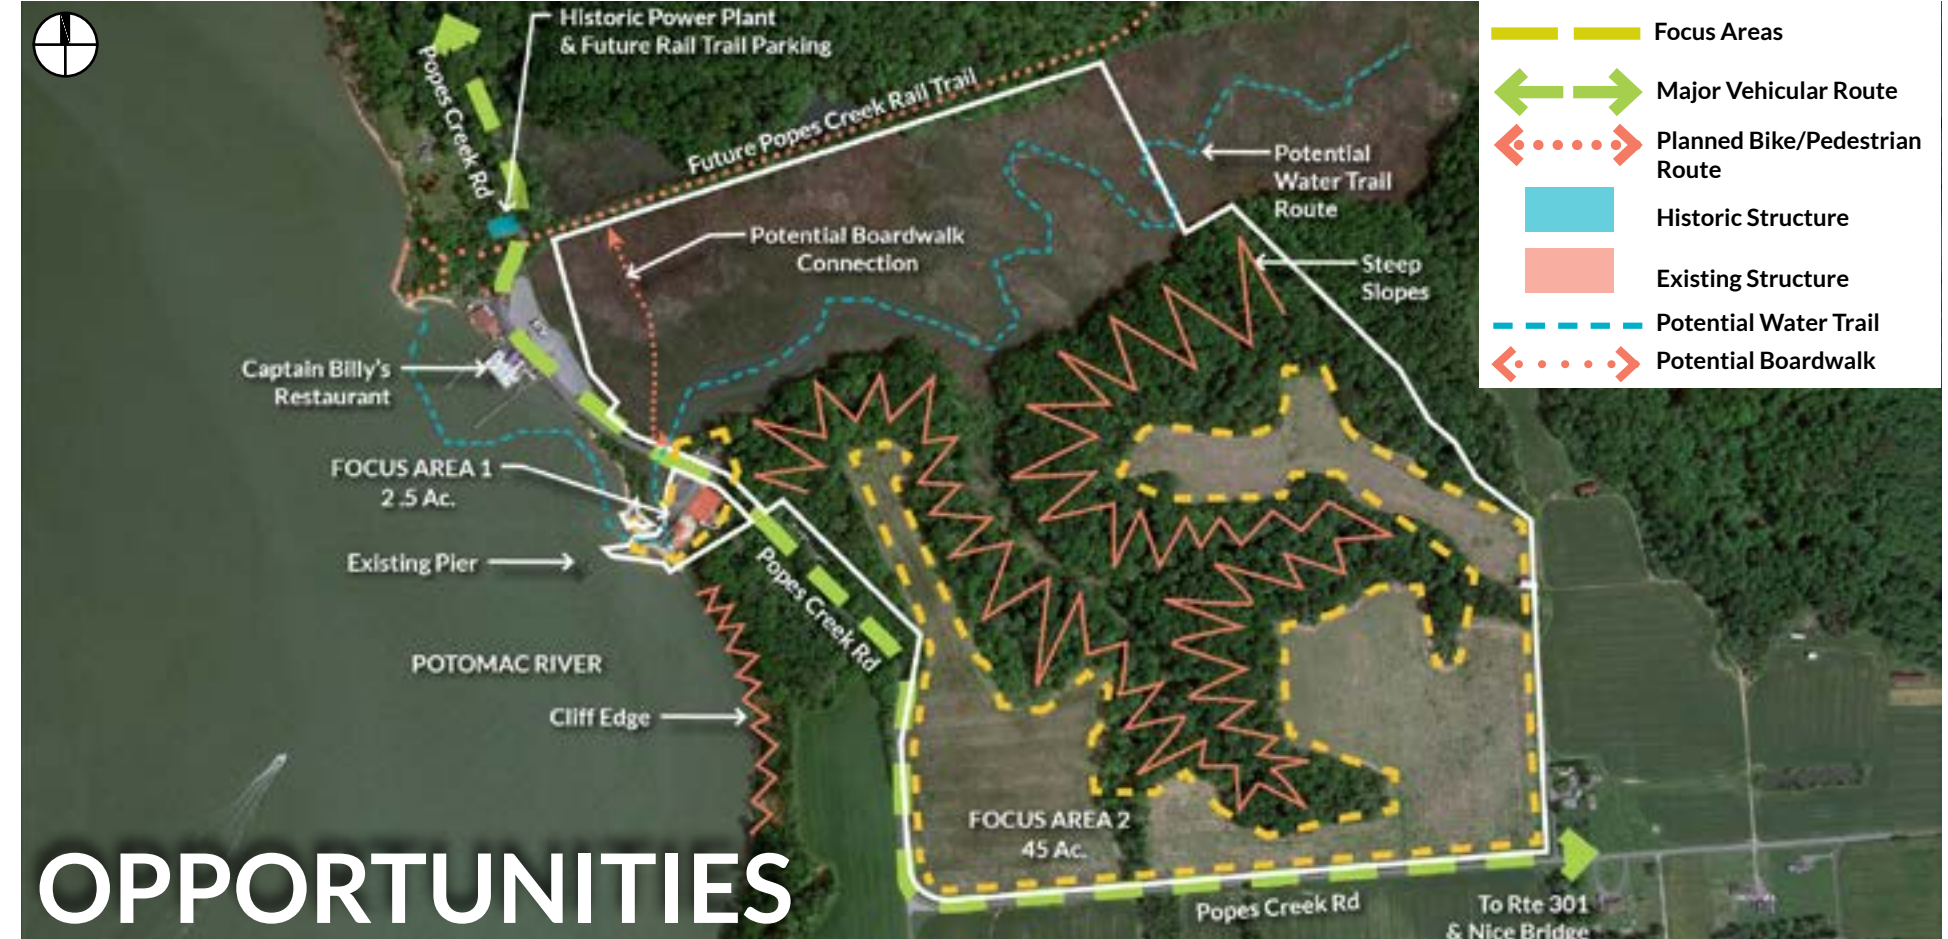 Historic Power Plant
& Future Rail Trail Parking
Popes Creek Rd
Future Popes Creek Rail Trail
Potential
Water Trail
Route
Potential Boardwalk
Connection
Steep
Slopes
Captain Billy's
Restaurant
FOCUS AREA 1
2.5 Ac.
Existing Pier
Popes Creek Rd
POTOMAC RIVER
Cliff Edge
FOCUS AREA 2
45 Ac.
Popes Creek Rd
To Rte 301
& Nice Bridge
OPPORTUNITIES
Focus Areas
Major Vehicular Route
Planned Bike/Pedestrian
Route
Historic Structure
Existing Structure
Potential Water Trail
Potential Boardwalk